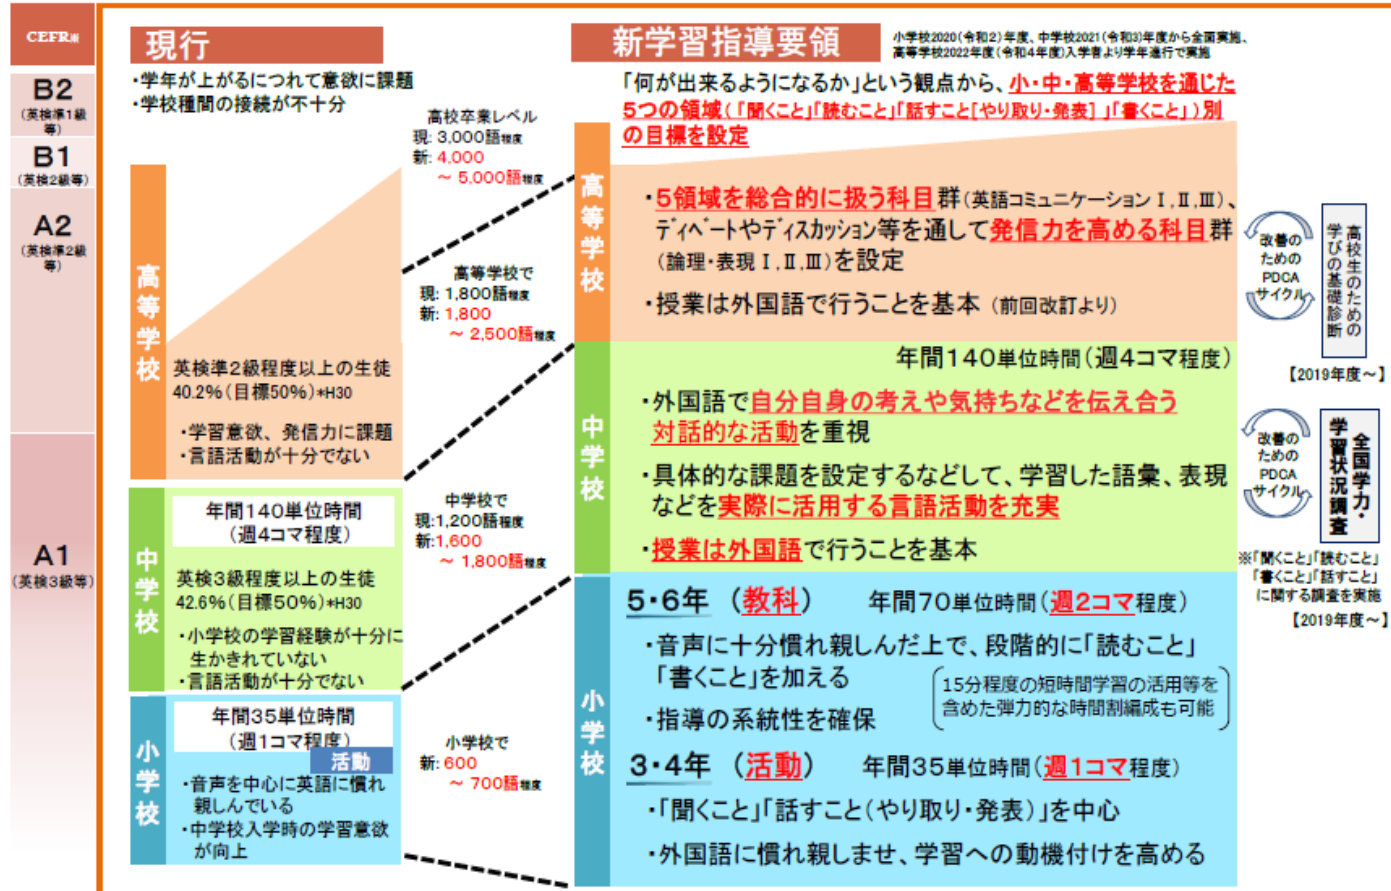 CEFR※
B2
(英検準1級
等)
B1
(英検2級等)
A2
(英検準2級
等)
A1
(英検3級等)
現行
・学年が上がるにつれて意欲に課題
・学校種間の接続が不十分
高等学校
英検準2級程度以上の生徒
40.2%(目標50%)*H30
・学習意欲、発信力に課題
・言語活動が十分でない
中学校
年間140単位時間
(週4コマ程度)
英検3級程度以上の生徒
42.6%(目標50%)*H30
・小学校の学習経験が十分に
生かきれていない
・言語活動が十分でない
小学校
年間35単位時間
(週1コマ程度)
活動
・音声を中心に英語に慣れ
親しんでいる
・中学校入学時の学習意欲
が向上
高校卒業レベル
現: 3,000語程度
新: 4,000
～ 5,000語程度
高等学校で
現: 1,800語程度
新: 1,800
～ 2,500語程度
中学校で
現:1,200語程度
新:1,600
～ 1,800語程度
小学校で
新: 600
～ 700語程度
新学習指導要領
小学校2020(令和2)年度、中学校2021(令和3)年度から全面実施、
高等学校2022年度(令和4年度)入学者より学年進行で実施
「何が出来るようになるか」という観点から、小・中・高等学校を通じた
5つの領域(「聞くこと」「読むこと」「話すこと[やり取り・発表]」「書くこと」)別
の目標を設定
高等学校
・5領域を総合的に扱う科目群(英語コミュニケーションⅠ,Ⅱ,Ⅲ)、
ディベートやディスカッション等を通して発信力を高める科目群
(論理・表現Ⅰ,Ⅱ,Ⅲ)を設定
・授業は外国語で行うことを基本 (前回改訂より)
中学校
年間140単位時間(週4コマ程度)
・外国語で自分自身の考えや気持ちなどを伝え合う
対話的な活動を重視
・具体的な課題を設定するなどして、学習した語彙、表現
などを実際に活用する言語活動を充実
・授業は外国語で行うことを基本
小学校
5・6年 (教科) 年間70単位時間(週2コマ程度)
・音声に十分慣れ親しんだ上で、段階的に「読むこと」
「書くこと」を加える
15分程度の短時間学習の活用等を
含めた弾力的な時間割編成も可能
・指導の系統性を確保
3・4年 (活動) 年間35単位時間(週1コマ程度)
・「聞くこと」「話すこと(やり取り・発表)」を中心
・外国語に慣れ親しませ、学習への動機付けを高める
改善の
ための
PDCA
サイクル
高校生のための
学びの基礎診断
【2019年度～】
改善の
ための
PDCA
サイクル
全国学力・
学習状況調査
※「聞くこと」「読むこと」
「書くこと」「話すこと」
に関する調査を実施
【2019年度～】